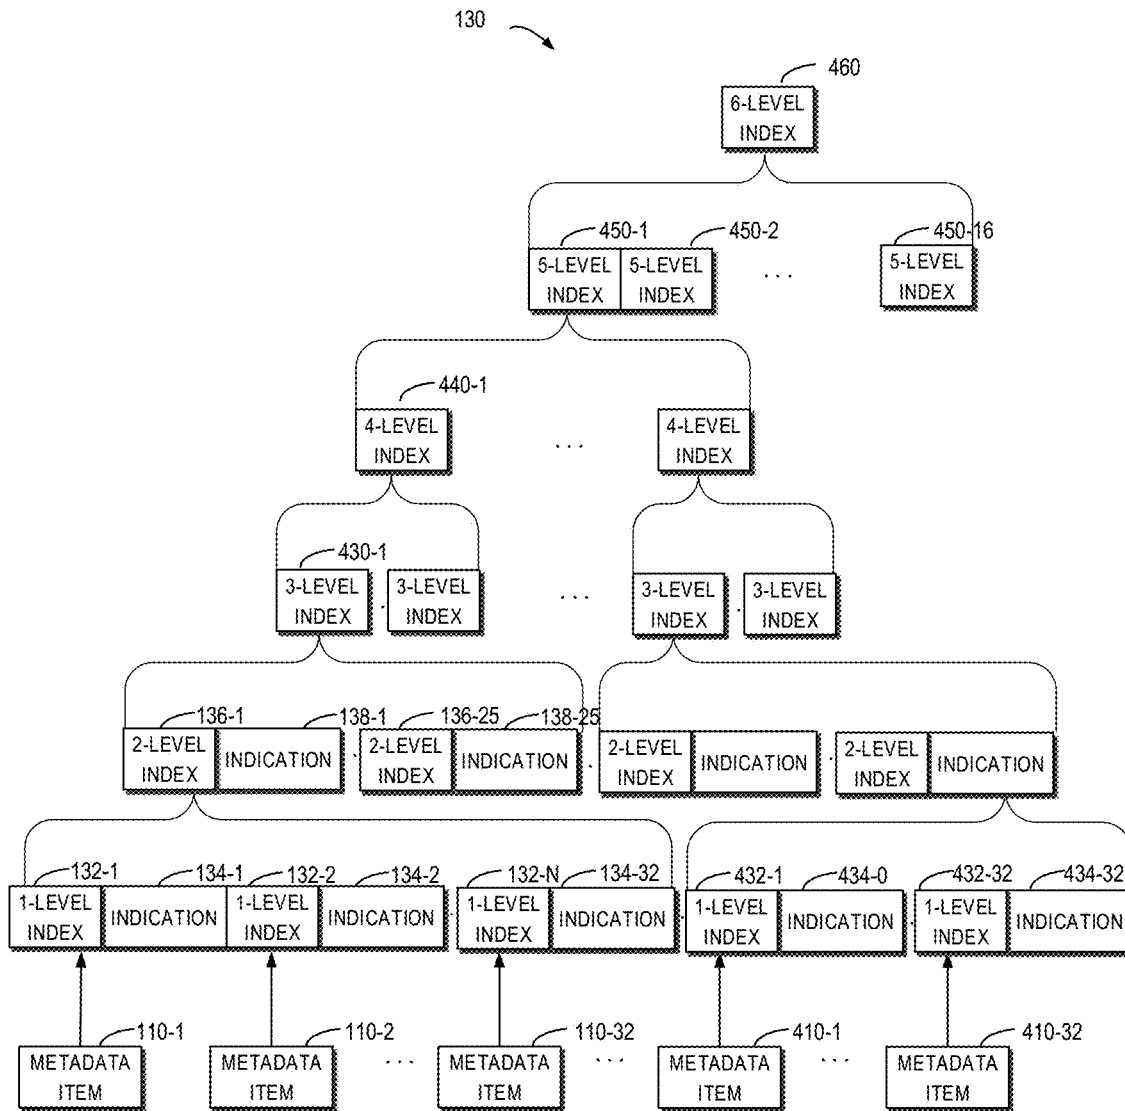 130
460
6-LEVEL
INDEX
450-1
450-2
450-16
5-LEVEL
INDEX
5-LEVEL
INDEX
. . .
5-LEVEL
INDEX
440-1
4-LEVEL
INDEX
. . .
4-LEVEL
INDEX
430-1
3-LEVEL
INDEX
3-LEVEL
INDEX
. . .
3-LEVEL
INDEX
3-LEVEL
INDEX
136-1
138-1
136-25
138-25
2-LEVEL
INDEX
INDICATION
2-LEVEL
INDEX
INDICATION
2-LEVEL
INDEX
INDICATION
2-LEVEL
INDEX
INDICATION
132-1
134-1
132-2
134-2
132-N
134-32
432-1
434-0
432-32
434-32
1-LEVEL
INDEX
INDICATION
1-LEVEL
INDEX
INDICATION
1-LEVEL
INDEX
INDICATION
1-LEVEL
INDEX
INDICATION
1-LEVEL
INDEX
INDICATION
110-1
110-2
110-32
410-1
410-32
METADATA
ITEM
METADATA
ITEM
. . .
METADATA
ITEM
. . .
METADATA
ITEM
. . .
METADATA
ITEM